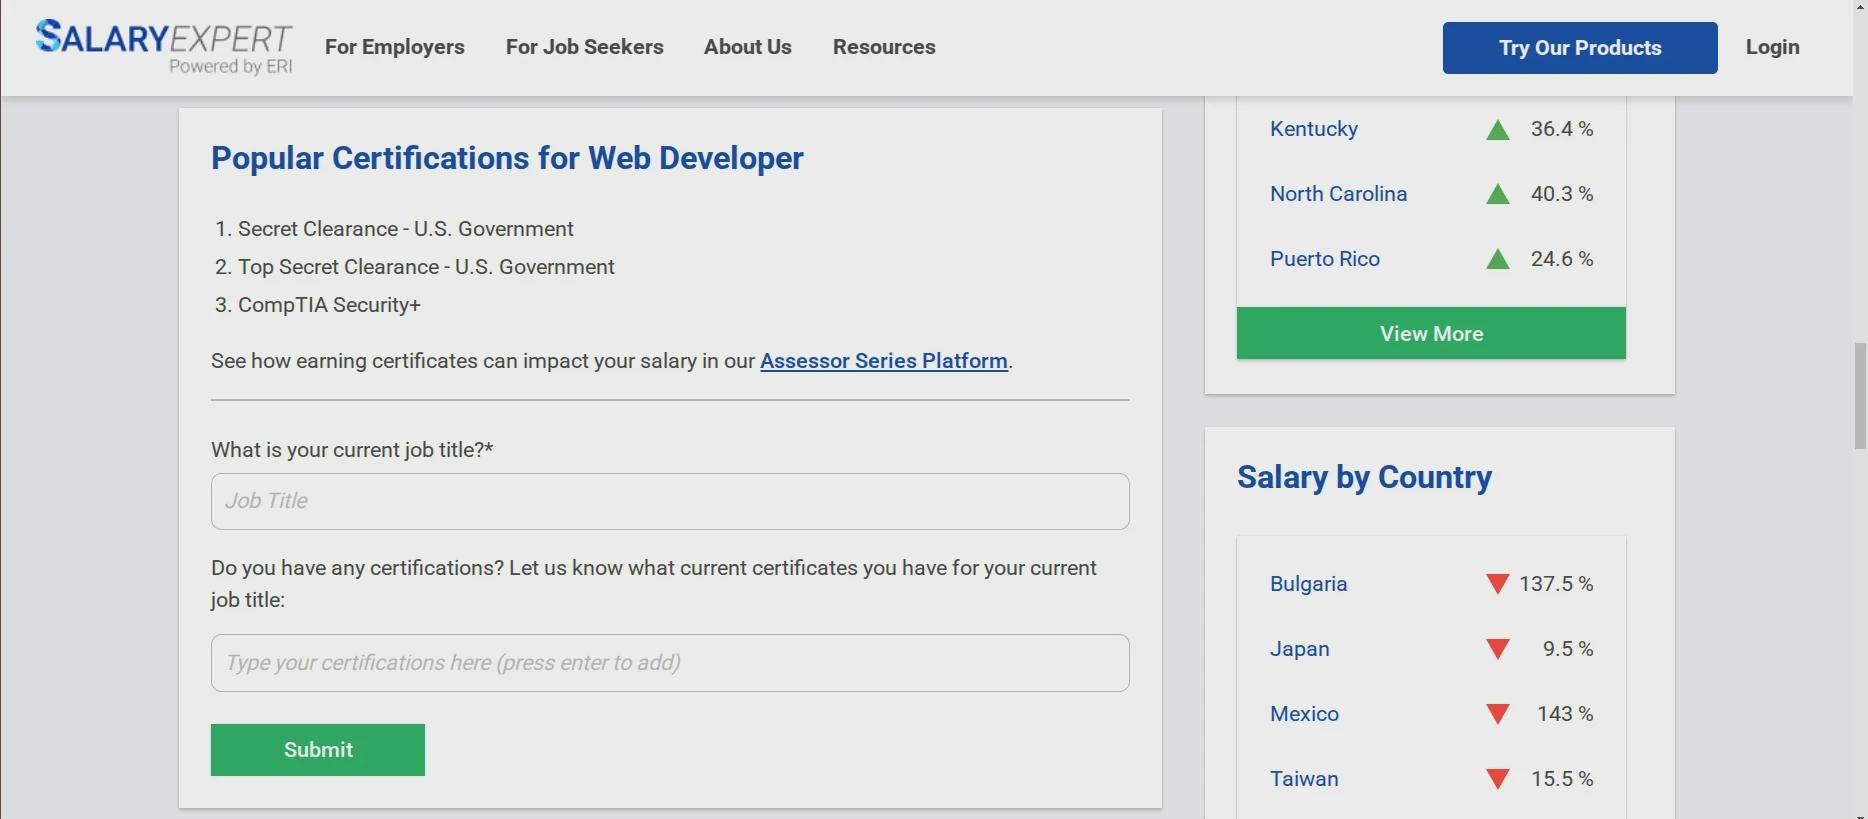 SALARYEXPERT
Powered by ERI
For Employers
For Job Seekers
About Us
Resources
Try Our Products
Login
Popular Certifications for Web Developer
1. Secret Clearance - U.S. Government
2. Top Secret Clearance - U.S. Government
3. CompTIA Security+
See how earning certificates can impact your salary in our Assessor Series Platform.
What is your current job title?*
Job Title
Do you have any certifications? Let us know what current certificates you have for your current
job title:
Type your certifications here (press enter to add)
Submit
Kentucky 36.4 %
North Carolina 40.3 %
Puerto Rico 24.6 %
View More
Salary by Country
Bulgaria 137.5 %
Japan 9.5 %
Mexico 143 %
Taiwan 15.5 %